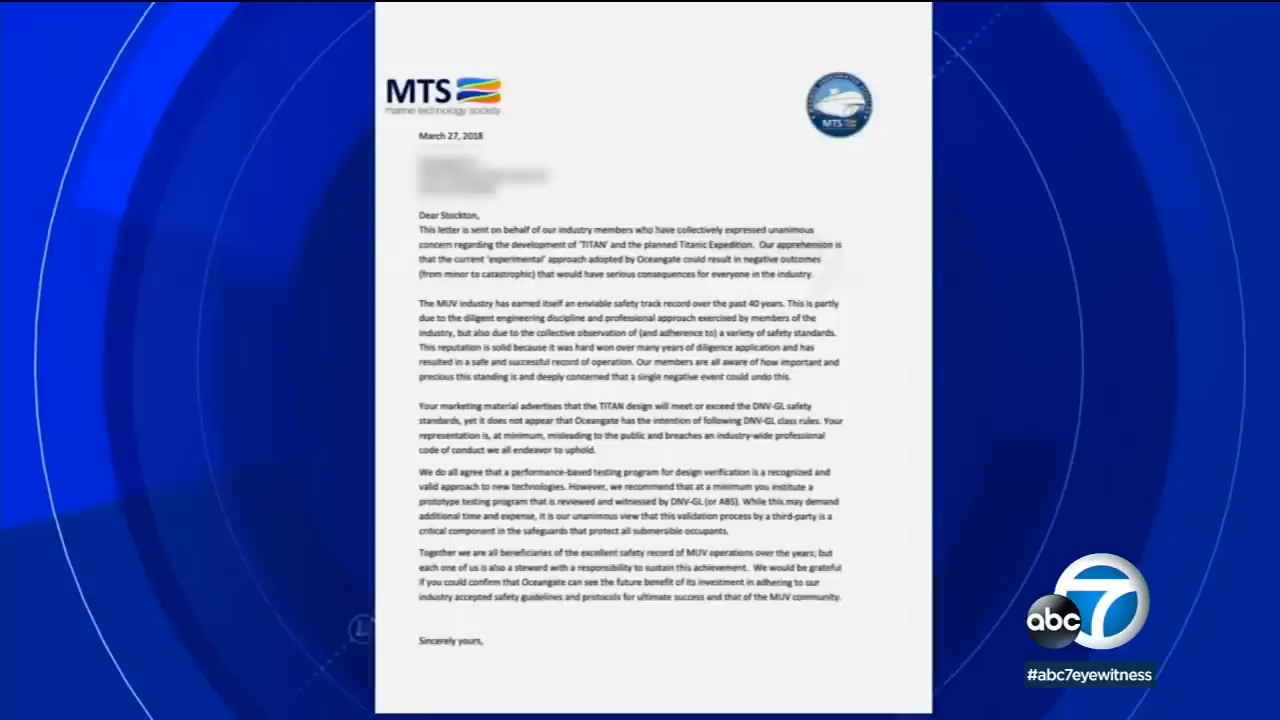 MTS
marine technology society
MTS
March 27, 2018
Dear Stockton,
This letter is sent on behalf of our industry members who have collectively expressed unanimous
concern regarding the development of 'TITAN' and the planned Titanic Expedition. Our apprehension is
that the current 'experimental' approach adopted by Oceangate could result in negative outcomes
(from minor to catastrophic) that would have serious consequences for everyone in the industry.
The MUV industry has earned itself an enviable safety track record over the past 40 years. This is partly
due to the diligent engineering discipline and professional approach exercised by members of the
industry, but also due to the collective observation of (and adherence to) a variety of safety standards.
This reputation is solid because it was hard won over many years of diligence application and has
resulted in a safe and successful record of operation. Our members are all aware of how important and
precious this standing is and deeply concerned that a single negative event could undo this.
Your marketing material advertises that the TITAN design will meet or exceed the DNV-GL safety
standards, yet it does not appear that Oceangate has the intention of following DNV-GL class rules. Your
representation is, at minimum, misleading to the public and breaches an industry-wide professional
code of conduct we all endeavor to uphold.
We do all agree that a performance-based testing program for design verification is a recognized and
valid approach to new technologies. However, we recommend that at a minimum you institute a
prototype testing program that is reviewed and witnessed by DNV-GL (or ABS). While this may demand
additional time and expense, it is our unanimous view that this validation process by a third-party is a
critical component in the safeguards that protect all submersible occupants.
Together we are all beneficiaries of the excellent safety record of MUV operations over the years; but
each one of us is also a steward with a responsibility to sustain this achievement. We would be grateful
if you could confirm that Oceangate can see the future benefit of its investment in adhering to our
industry accepted safety guidelines and protocols for ultimate success and that of the MUV community.
Sincerely yours,
abc 7
#abc7eyewitness